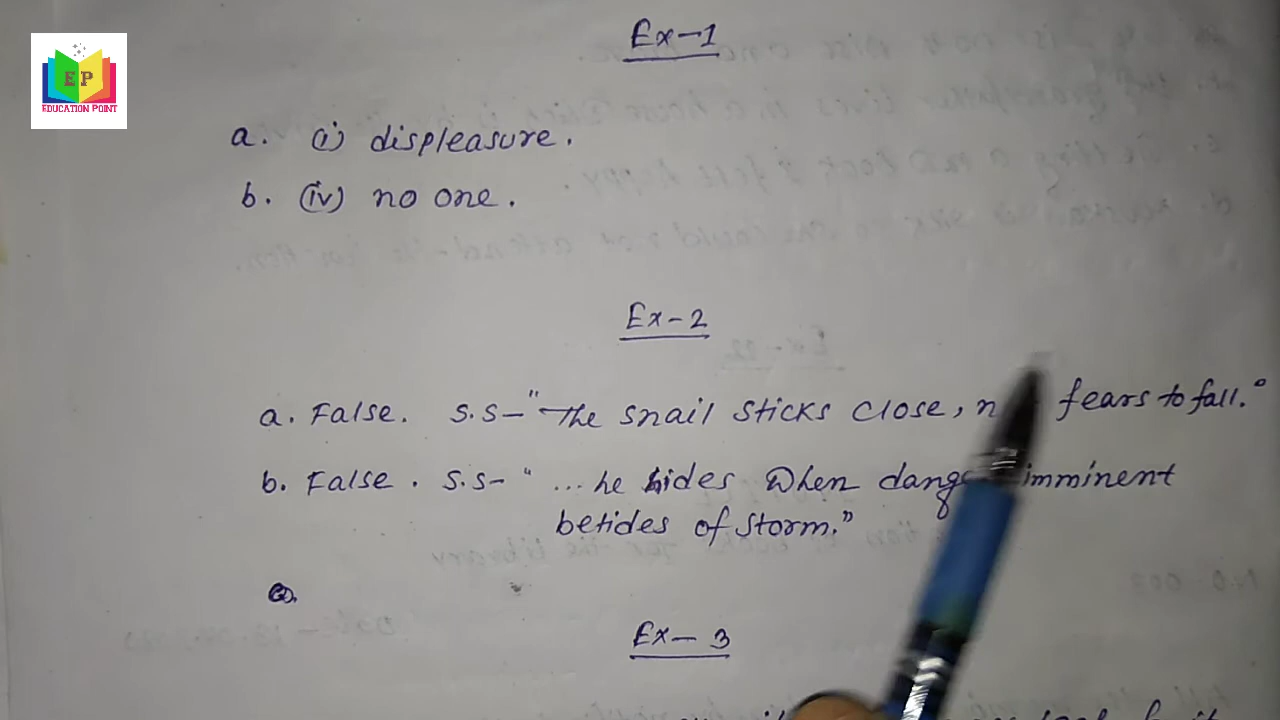 EP
EDUCATION POINT
Ex-1
a. (i) displeasure.
b. (iv) no one.
Ex-2
a. False. S.S- "The snail sticks close, fears to fall."
b. False. S.S- "...he hides when imminent
betides of storm."
Ex- 3